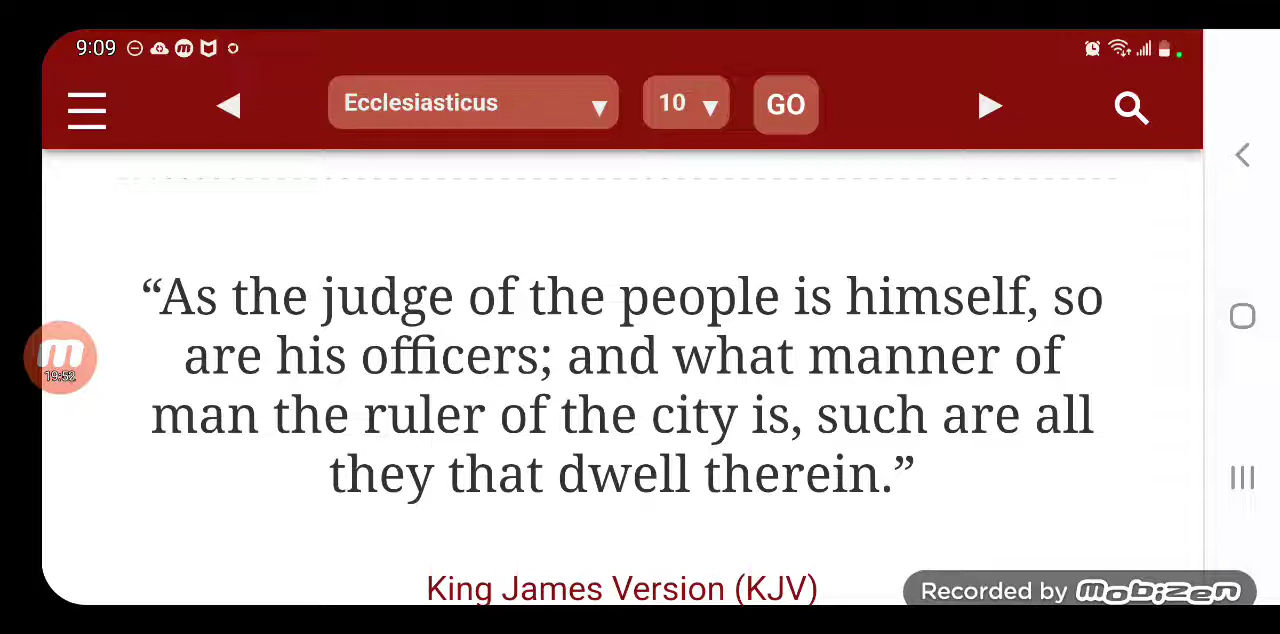 9:09
Ecclesiasticus
10
GO
“As the judge of the people is himself, so
are his officers; and what manner of
man the ruler of the city is, such are all
they that dwell therein.”
19:52
King James Version (KJV)
Recorded by mobizen